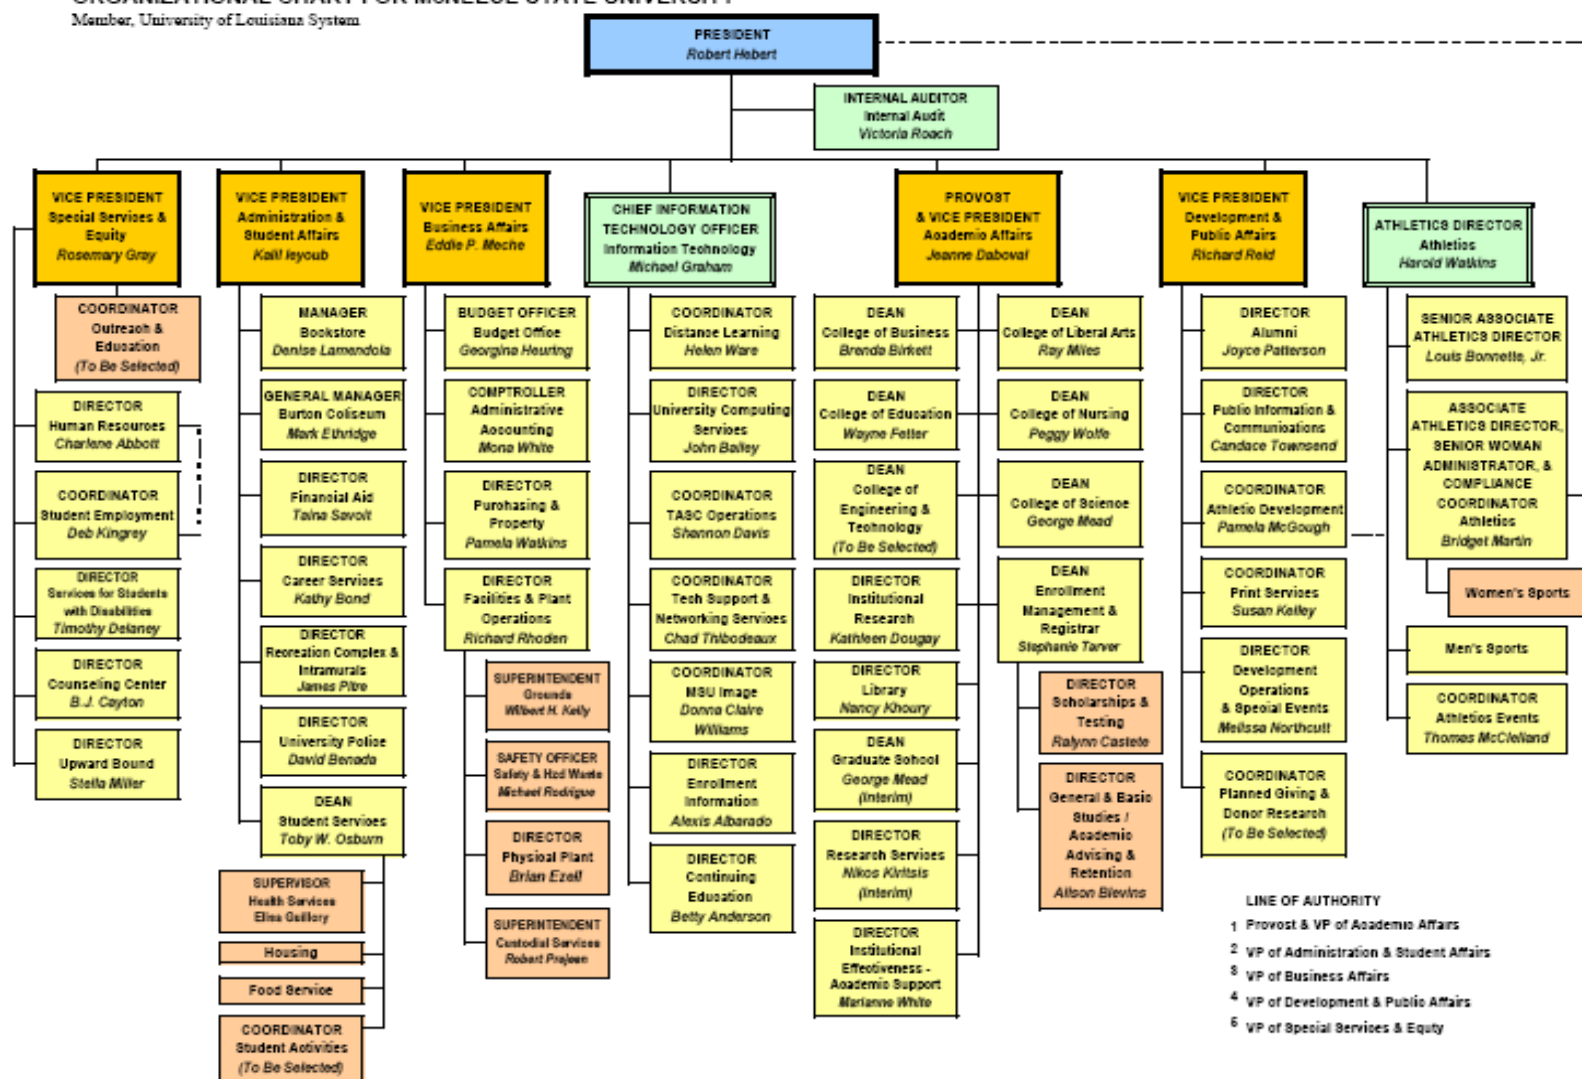 ORGANIZATIONAL CHART FOR McNEESE STATE UNIVERSITY
Member, University of Louisiana System
PRESIDENT
Robert Hebert
INTERNAL AUDITOR
Internal Audit
Victoria Roach
VICE PRESIDENT
Special Services &
Equity
Rosemary Gray
COORDINATOR
Outreach &
Education
(To Be Selected)
DIRECTOR
Human Resources
Charlene Abbott
COORDINATOR
Student Employment
Deb Kingrey
DIRECTOR
Services for Students
with Disabilities
Timothy Delaney
DIRECTOR
Counseling Center
B.J. Cayton
DIRECTOR
Upward Bound
Stella Miller
VICE PRESIDENT
Administration &
Student Affairs
Kalil Ieyoub
MANAGER
Bookstore
Denise Lamendola
GENERAL MANAGER
Burton Coliseum
Mark Ethridge
DIRECTOR
Financial Aid
Taina Savoit
DIRECTOR
Career Services
Kathy Bond
DIRECTOR
Recreation Complex &
Intramurals
James Pitre
DIRECTOR
University Police
David Benada
DEAN
Student Services
Toby W. Osburn
SUPERVISOR
Health Services
Elina Guillory
Housing
Food Service
COORDINATOR
Student Activities
(To Be Selected)
VICE PRESIDENT
Business Affairs
Eddie P. Meche
BUDGET OFFICER
Budget Office
Georgina Heuring
COMPTROLLER
Administrative
Accounting
Mona White
DIRECTOR
Purchasing &
Property
Pamela Watkins
DIRECTOR
Facilities & Plant
Operations
Richard Rhoden
SUPERINTENDENT
Grounds
Wilbert H. Kelly
SAFETY OFFICER
Safety & Hzd Waste
Michael Rodrigue
DIRECTOR
Physical Plant
Brian Ezell
SUPERINTENDENT
Custodial Services
Robert Prejean
CHIEF INFORMATION
TECHNOLOGY OFFICER
Information Technology
Michael Graham
COORDINATOR
Distance Learning
Helen Ware
DIRECTOR
University Computing
Services
John Bailey
COORDINATOR
TASC Operations
Shannon Davis
COORDINATOR
Tech Support &
Networking Services
Chad Thibodeaux
COORDINATOR
MSU Image
Donna Claire
Williams
DIRECTOR
Enrollment
Information
Alexis Albarado
DIRECTOR
Continuing
Education
Betty Anderson
PROVOST
& VICE PRESIDENT
Academic Affairs
Jeanne Daboval
DEAN
College of Business
Brenda Birkett
DEAN
College of Education
Wayne Fetter
DEAN
College of
Engineering &
Technology
(To Be Selected)
DIRECTOR
Institutional
Research
Kathleen Dougay
DIRECTOR
Library
Nancy Khoury
DEAN
Graduate School
George Mead
(Interim)
DIRECTOR
Research Services
Nikos Kiritsis
(Interim)
DIRECTOR
Institutional
Effectiveness -
Academic Support
Marianne White
DEAN
College of Liberal Arts
Ray Miles
DEAN
College of Nursing
Peggy Wolfe
DEAN
College of Science
George Mead
DEAN
Enrollment
Management &
Registrar
Stephanie Tarver
DIRECTOR
Scholarships &
Testing
Ralynn Castete
DIRECTOR
General & Basic
Studies /
Academic
Advising &
Retention
Alison Blevins
VICE PRESIDENT
Development &
Public Affairs
Richard Reid
DIRECTOR
Alumni
Joyce Patterson
DIRECTOR
Public Information &
Communications
Candace Townsend
COORDINATOR
Athletic Development
Pamela McGough
COORDINATOR
Print Services
Susan Kelley
DIRECTOR
Development
Operations
& Special Events
Melissa Northcutt
COORDINATOR
Planned Giving &
Donor Research
(To Be Selected)
ATHLETICS DIRECTOR
Athletics
Harold Watkins
SENIOR ASSOCIATE
ATHLETICS DIRECTOR
Louis Bonnette, Jr.
ASSOCIATE
ATHLETICS DIRECTOR,
SENIOR WOMAN
ADMINISTRATOR, &
COMPLIANCE
COORDINATOR
Athletics
Bridget Martin
Women's Sports
Men's Sports
COORDINATOR
Athletics Events
Thomas McClelland
LINE OF AUTHORITY
1 Provost & VP of Academic Affairs
2 VP of Administration & Student Affairs
3 VP of Business Affairs
4 VP of Development & Public Affairs
5 VP of Special Services & Equty